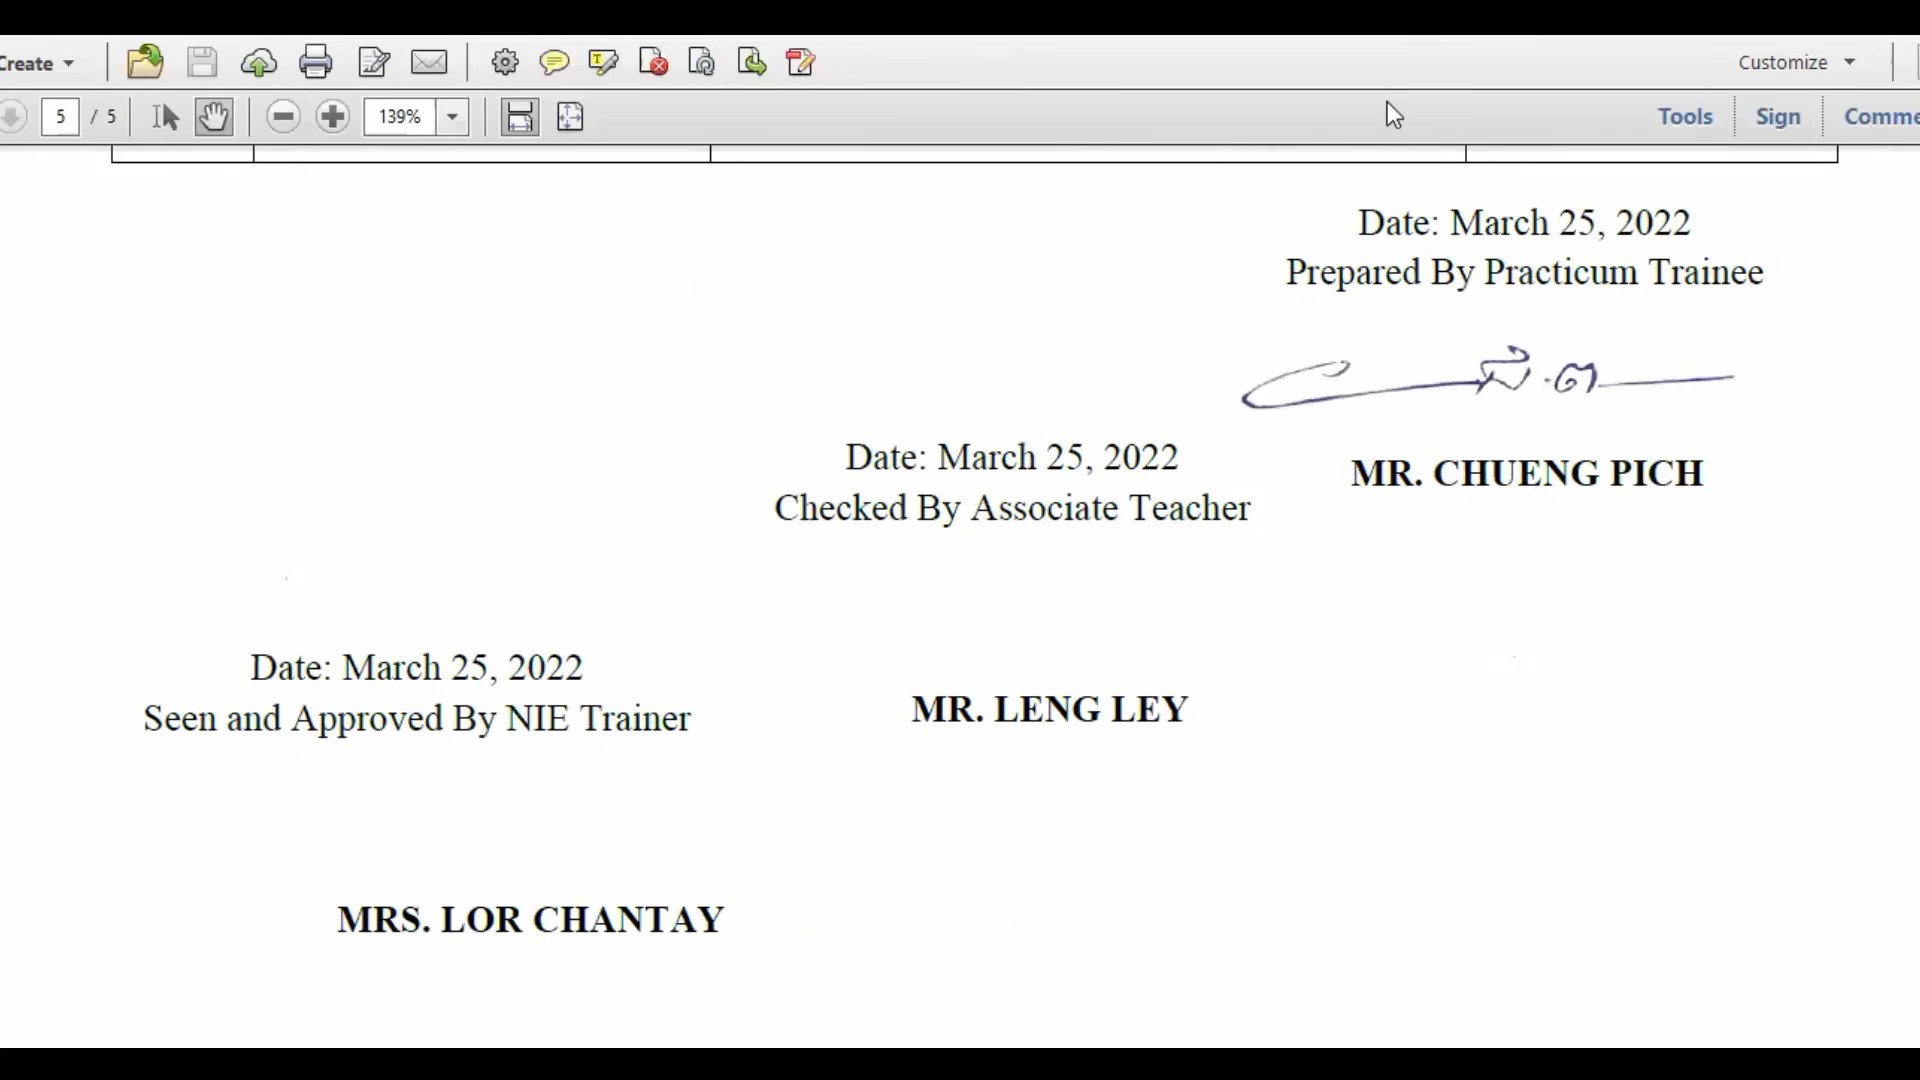 Create
Customize
5 / 5
139%
Tools
Sign
Comme
Date: March 25, 2022
Prepared By Practicum Trainee
MR. CHUENG PICH
Date: March 25, 2022
Checked By Associate Teacher
MR. LENG LEY
Date: March 25, 2022
Seen and Approved By NIE Trainer
MRS. LOR CHANTAY